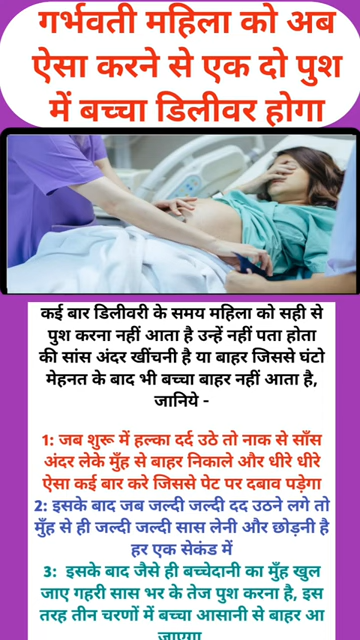 गर्भवती महिला को अब
ऐसा करने से एक दो पुश
में बच्चा डिलीवर होगा
कई बार डिलीवरी के समय महिला को सही से
पुश करना नहीं आता है उन्हें नहीं पता होता
की सांस अंदर खींचनी है या बाहर जिससे घंटो
मेहनत के बाद भी बच्चा बाहर नहीं आता है,
जानिये -
1: जब शुरू में हल्का दर्द उठे तो नाक से साँस
अंदर लेके मुँह से बाहर निकाले और धीरे धीरे
ऐसा कई बार करे जिससे पेट पर दबाव पड़ेगा
2: इसके बाद जब जल्दी जल्दी दद उठने लगे तो
मुँह से ही जल्दी जल्दी सास लेनी और छोड़नी है
हर एक सेकंड में
3: इसके बाद जैसे ही बच्चेदानी का मुँह खुल
जाए गहरी सास भर के तेज पुश करना है, इस
तरह तीन चरणों में बच्चा आसानी से बाहर आ
जाएगा